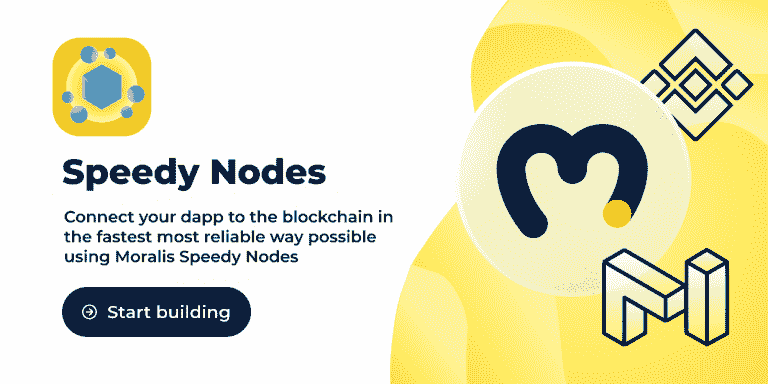 Speedy Nodes
Connect your dapp to the blockchain in
the fastest most reliable way possible
using Moralis Speedy Nodes
Start building